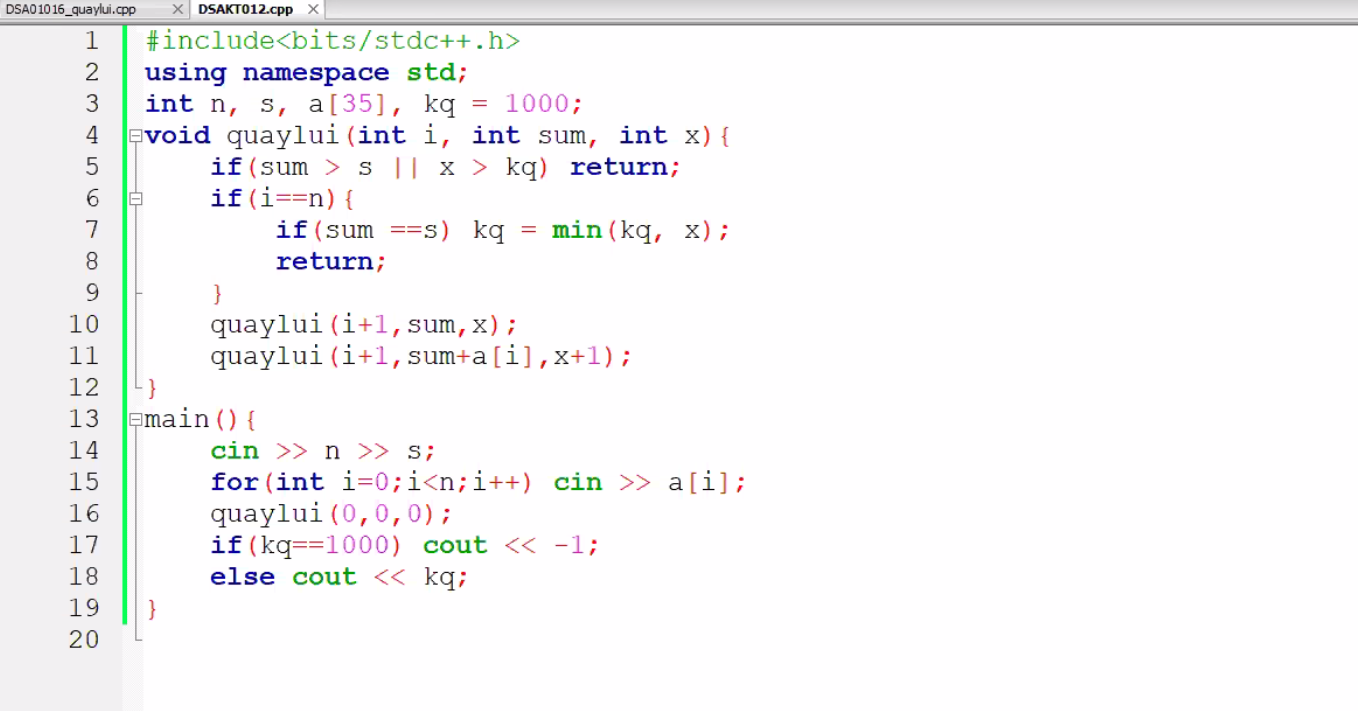 DSA01016_quaylui.cpp DSAKT012.cpp
1 #include<bits/stdc++.h>
2 using namespace std;
3 int n, s, a[35], kq = 1000;
4 void quaylui(int i, int sum, int x){
5 if(sum > s || x > kq) return;
6 if(i==n){
7 if(sum ==s) kq = min(kq, x);
8 return;
9 }
10 quaylui(i+1,sum,x);
11 quaylui(i+1,sum+a[i],x+1);
12 }
13 main(){
14 cin >> n >> s;
15 for(int i=0;i<n;i++) cin >> a[i];
16 quaylui(0,0,0);
17 if(kq==1000) cout << -1;
18 else cout << kq;
19 }
20